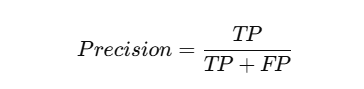 Precision = TP / TP + FP